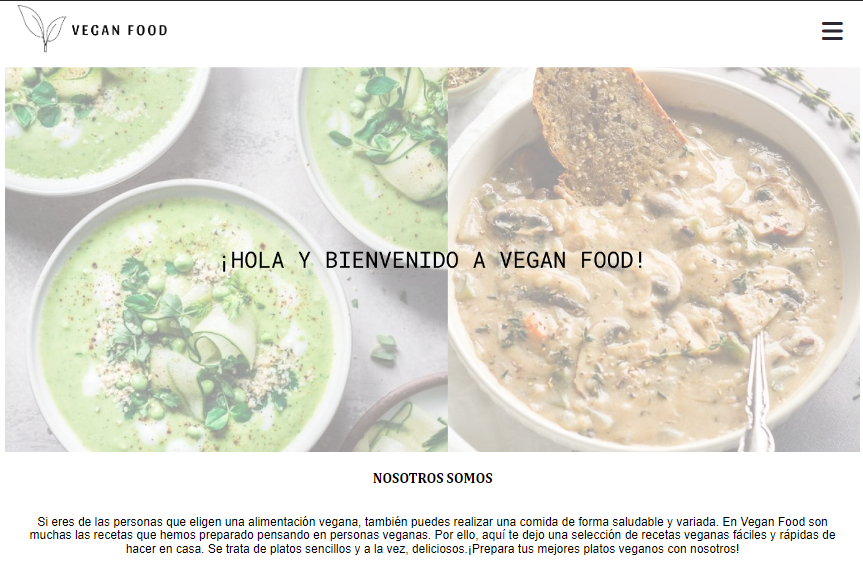 VEGAN FOOD
¡HOLA Y BIENVENIDO A VEGAN FOOD!
NOSOTROS SOMOS
Si eres de las personas que eligen una alimentación vegana, también puedes realizar una comida de forma saludable y variada. En Vegan Food son
muchas las recetas que hemos preparado pensando en personas veganas. Por ello, aquí te dejo una selección de recetas veganas fáciles y rápidas de
hacer en casa. Se trata de platos sencillos y a la vez, deliciosos.¡Prepara tus mejores platos veganos con nosotros!